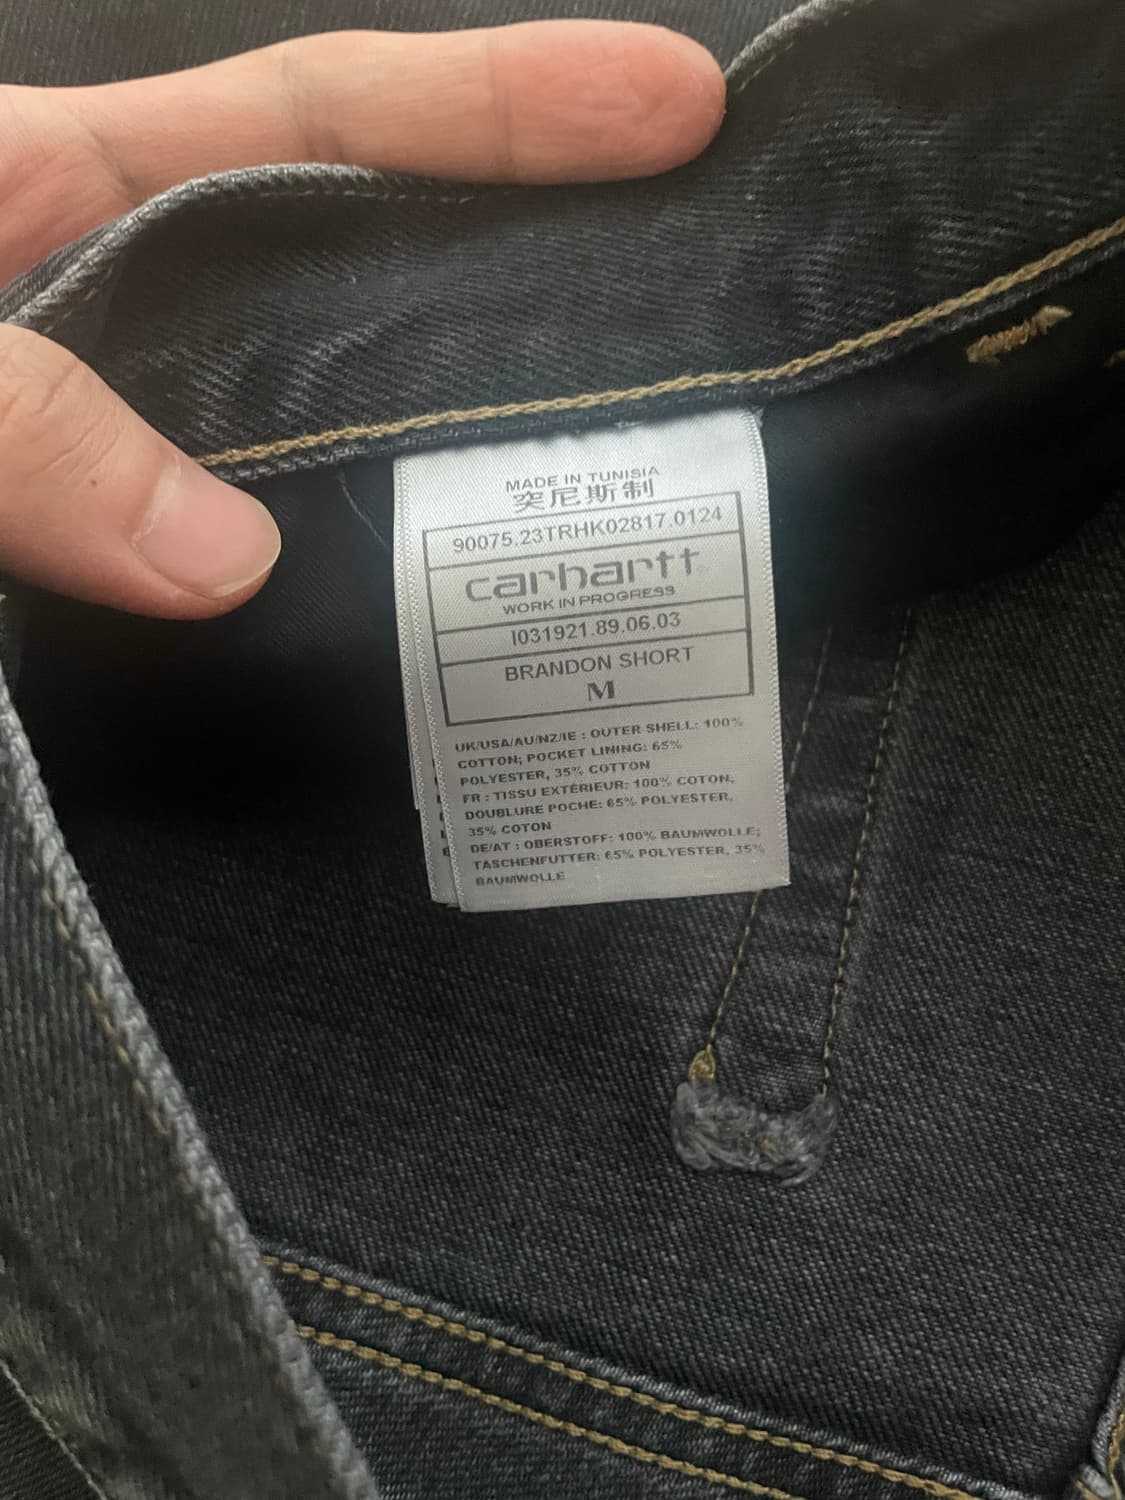 MADE IN TUNISIA
突尼斯制
90075.23TRHK02817.0124
carhartt
WORK IN PROGRESS
I031921.89.06.03
BRANDON SHORT
M
UK/USA/AU/NZ/IE : OUTER SHELL: 100%
COTTON; POCKET LINING: 65%
POLYESTER, 35% COTTON
FR : TISSU EXTÉRIEUR: 100% COTON,
DOUBLURE POCHE: 65% POLYESTER,
35% COTON
DE/AT : OBERSTOFF: 100% BAUMWOLLE;
TASCHENFUTTER: 65% POLYESTER, 35%
BAUMWOLLE